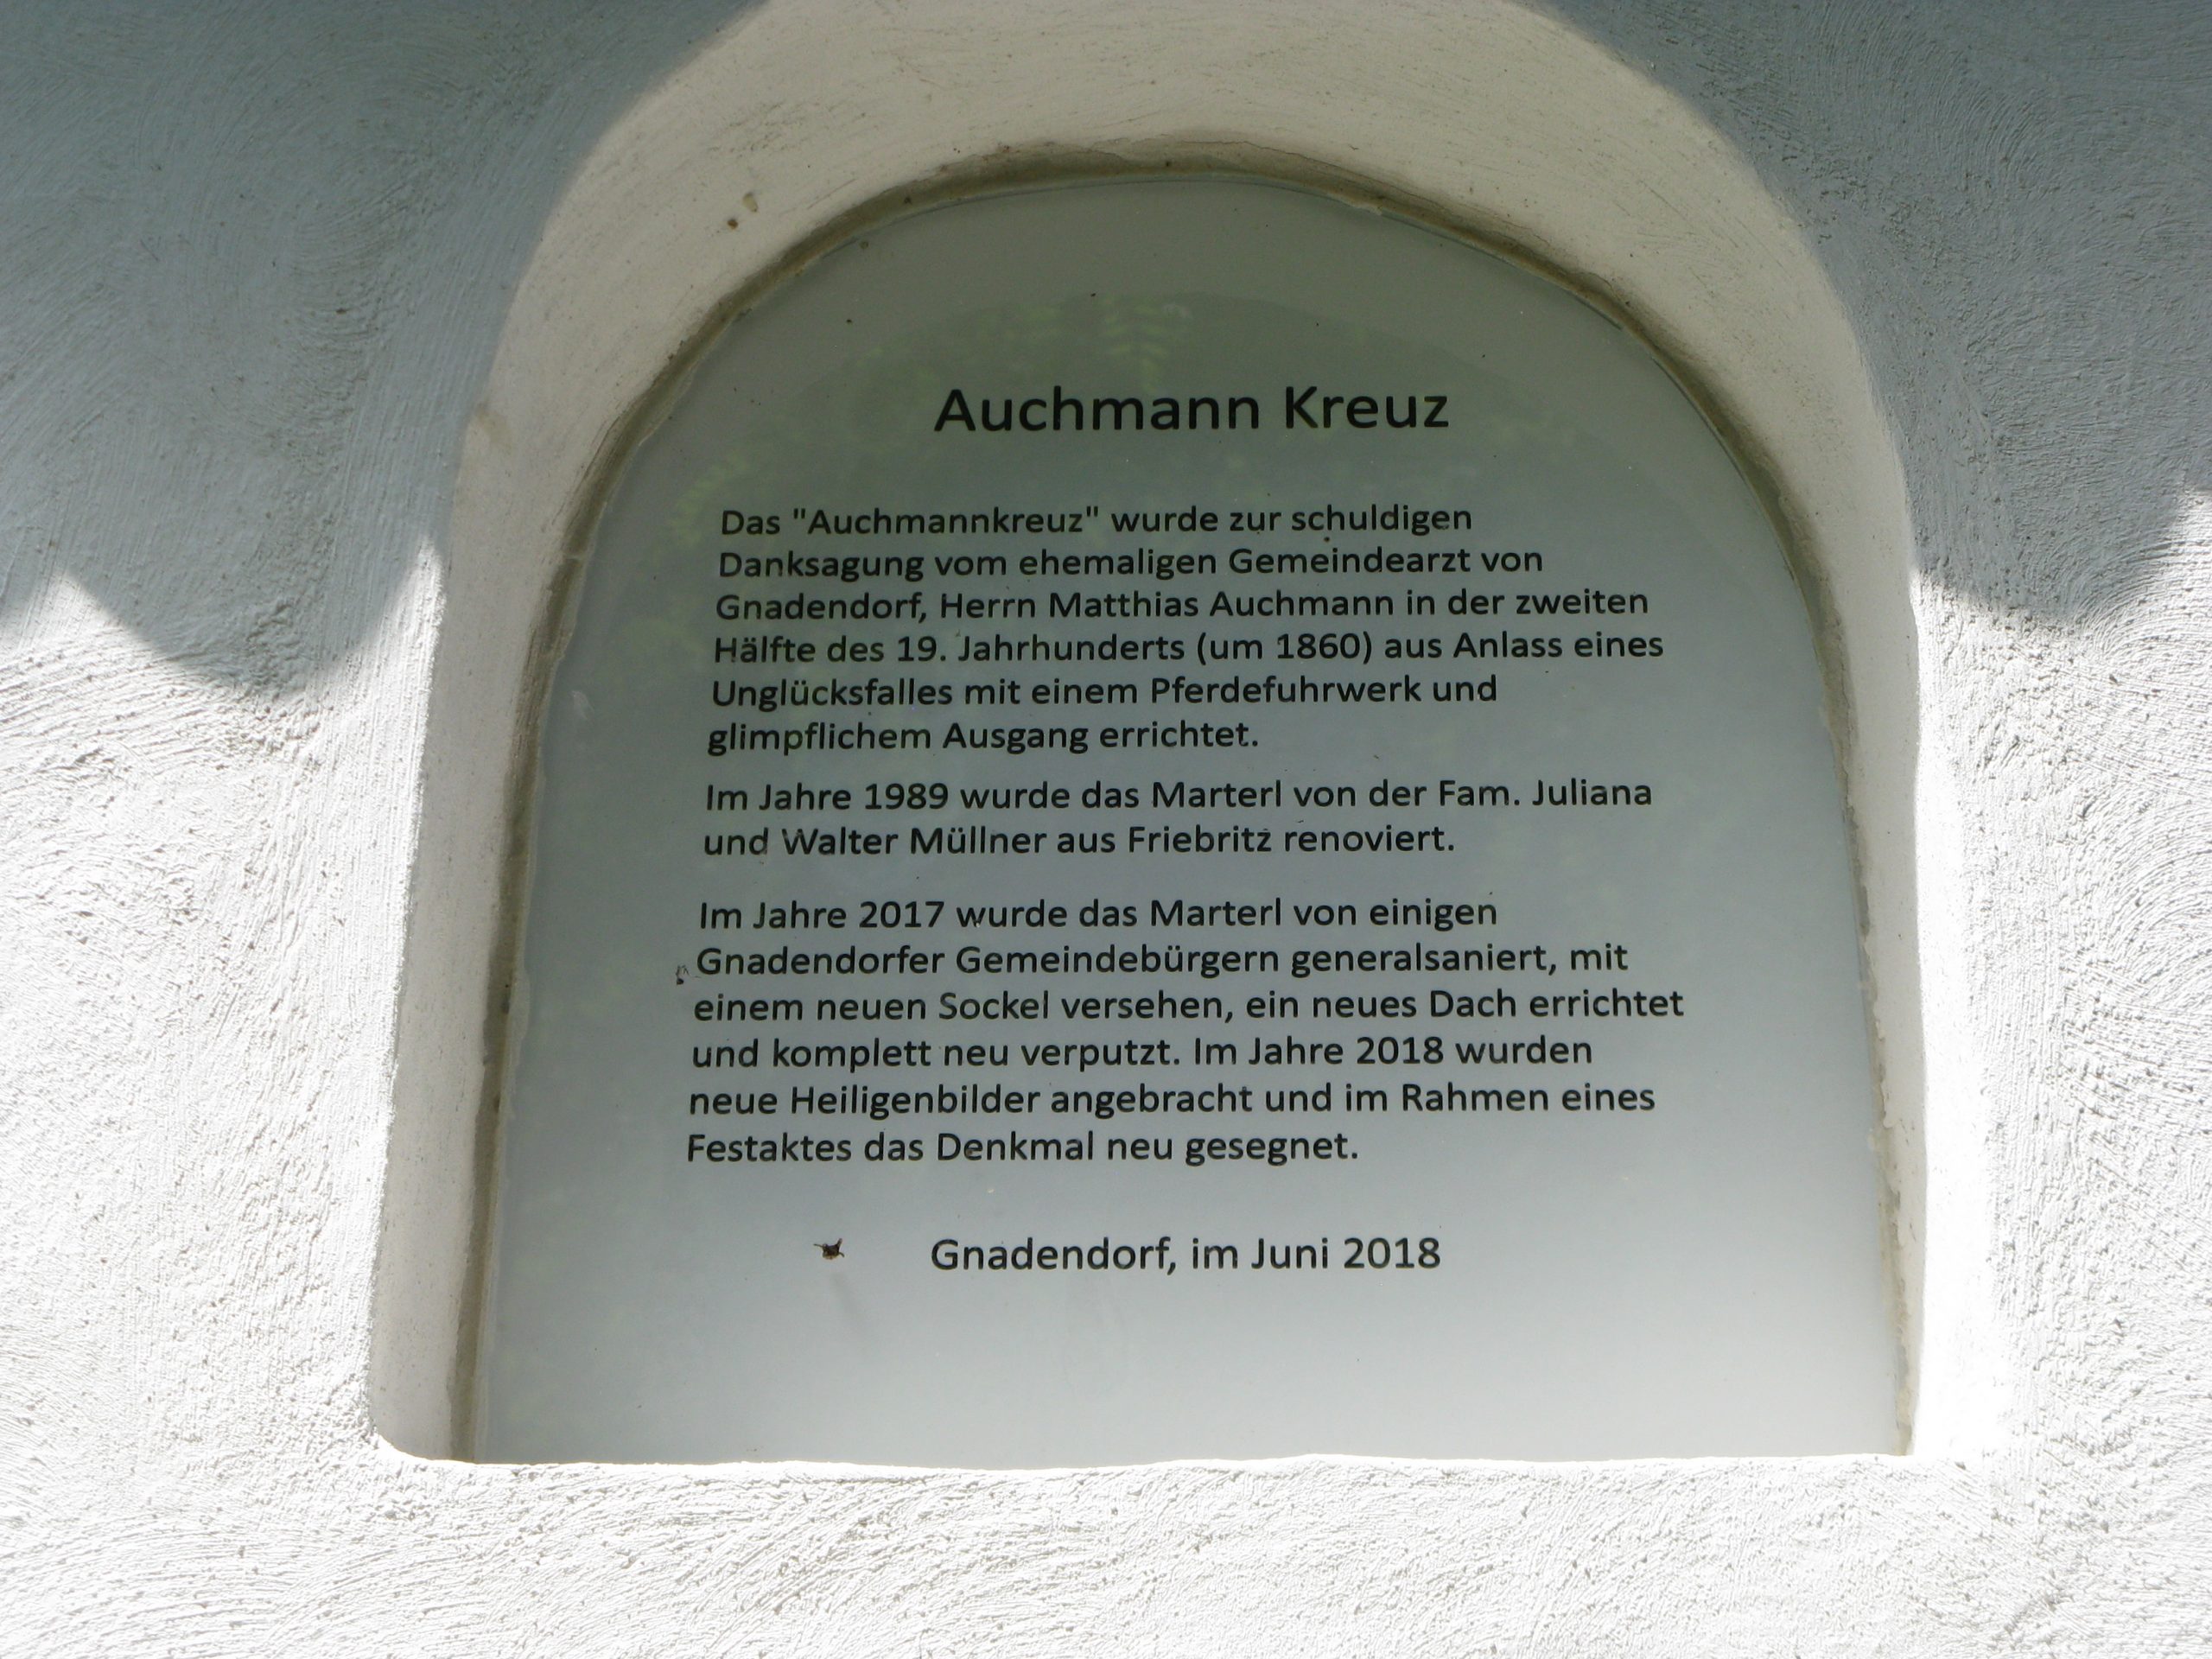 Auchmann Kreuz
Das "Auchmannkreuz" wurde zur schuldigen
Danksagung vom ehemaligen Gemeindearzt von
Gnadendorf, Herrn Matthias Auchmann in der zweiten
Hälfte des 19. Jahrhunderts (um 1860) aus Anlass eines
Unglücksfalles mit einem Pferdefuhrwerk und
glimpflichem Ausgang errichtet.
Im Jahre 1989 wurde das Marterl von der Fam. Juliana
und Walter Müllner aus Friebritz renoviert.
Im Jahre 2017 wurde das Marterl von einigen
Gnadendorfer Gemeindebürgern generalsaniert, mit
einem neuen Sockel versehen, ein neues Dach errichtet
und komplett neu verputzt. Im Jahre 2018 wurden
neue Heiligenbilder angebracht und im Rahmen eines
Festaktes das Denkmal neu gesegnet.
Gnadendorf, im Juni 2018